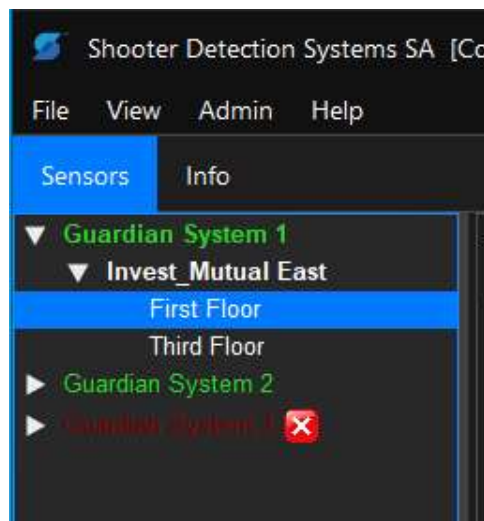 Shooter Detection Systems SA [Co
File View Admin Help
Sensors Info
Guardian System 1
Invest_Mutual East
First Floor
Third Floor
Guardian System 2
Guardian System